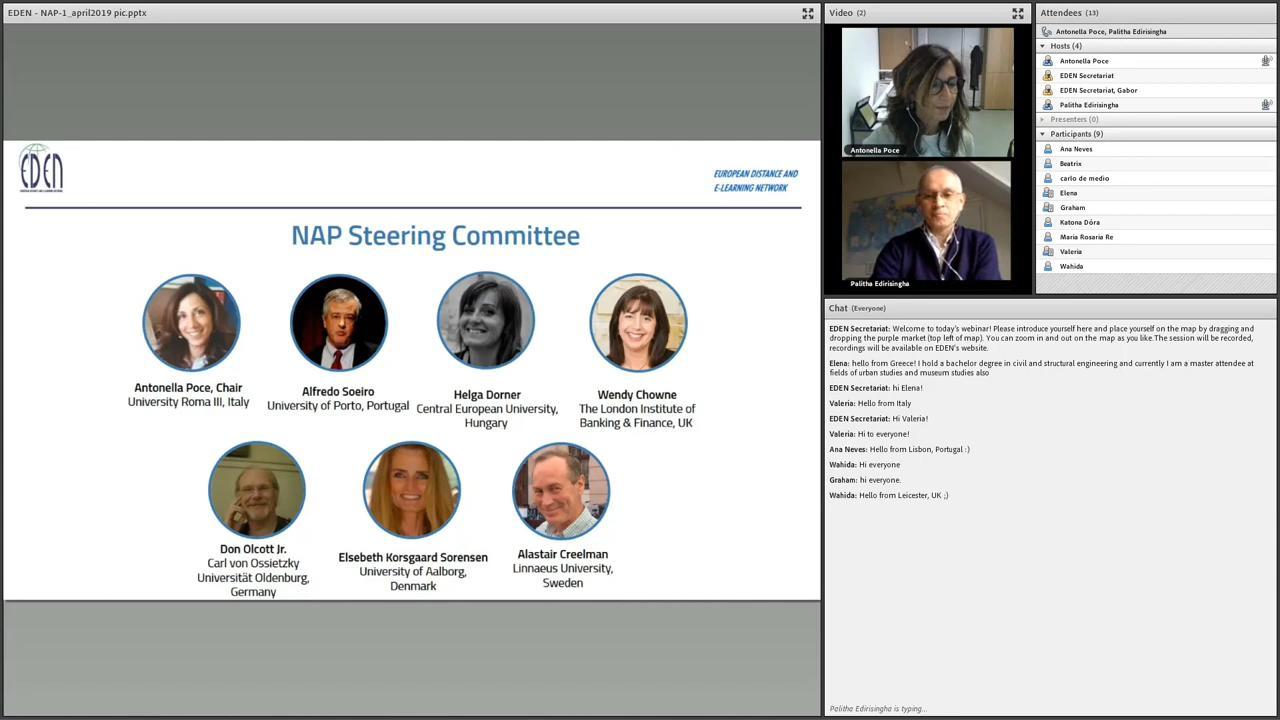 EDEN - NAP-1_april2019 pic.pptx
EDEN
EUROPEAN DISTANCE AND
E-LEARNING NETWORK
NAP Steering Committee
Antonella Poce, Chair
University Roma III, Italy
Alfredo Soeiro
University of Porto, Portugal
Helga Dorner
Central European University,
Hungary
Wendy Chowne
The London Institute of
Banking & Finance, UK
Don Olcott Jr.
Carl von Ossietzky
Universität Oldenburg,
Germany
Elsebeth Korsgaard Sorensen
University of Aalborg,
Denmark
Alastair Creelman
Linnaeus University,
Sweden
Video (2)
Antonella Poce
Palitha Edirisingha
Attendees (13)
Antonella Poce, Palitha Edirisingha
Hosts (4)
Antonella Poce
EDEN Secretariat
EDEN Secretariat, Gabor
Palitha Edirisingha
Presenters (0)
Participants (9)
Ana Neves
Beatrix
carlo de medio
Elena
Graham
Katona Dóra
Maria Rosaria Re
Valeria
Wahida
Chat (Everyone)
EDEN Secretariat: Welcome to today's webinar! Please introduce yourself here and place yourself on the map by dragging and
dropping the purple market (top left of map). You can zoom in and out on the map as you like.The session will be recorded,
recordings will be available on EDEN's website.
Elena: hello from Greece! I hold a bachelor degree in civil and structural engineering and currently I am a master attendee at
fields of urban studies and museum studies also
EDEN Secretariat: hi Elena!
Valeria: Hello from Italy
EDEN Secretariat: Hi Valeria!
Valeria: Hi to everyone!
Ana Neves: Hello from Lisbon, Portugal :)
Wahida: Hi everyone
Graham: hi everyone.
Wahida: Hello from Leicester, UK ;)
Palitha Edirisingha is typing...